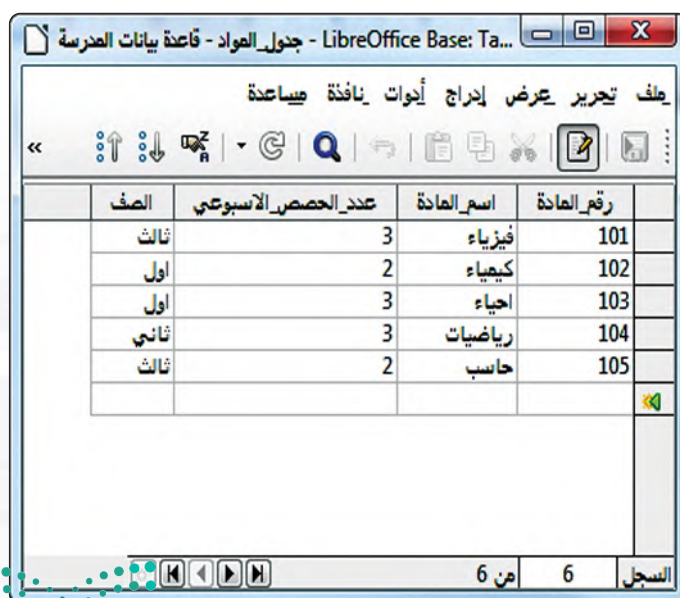 جدول_المواد - قاعدة بيانات المدرسة - LibreOffice Base: Ta...
ملف تحرير عرض إدراج أدوات نافذة مساعدة
رقم_المادة اسم_المادة عدد_الحصص_الاسبوعي الصف
101 فيزياء 3 ثالث
102 كيمياء 2 اول
103 احياء 3 اول
104 رياضيات 3 ثاني
105 حاسب 2 ثالث
السجل 6 من 6